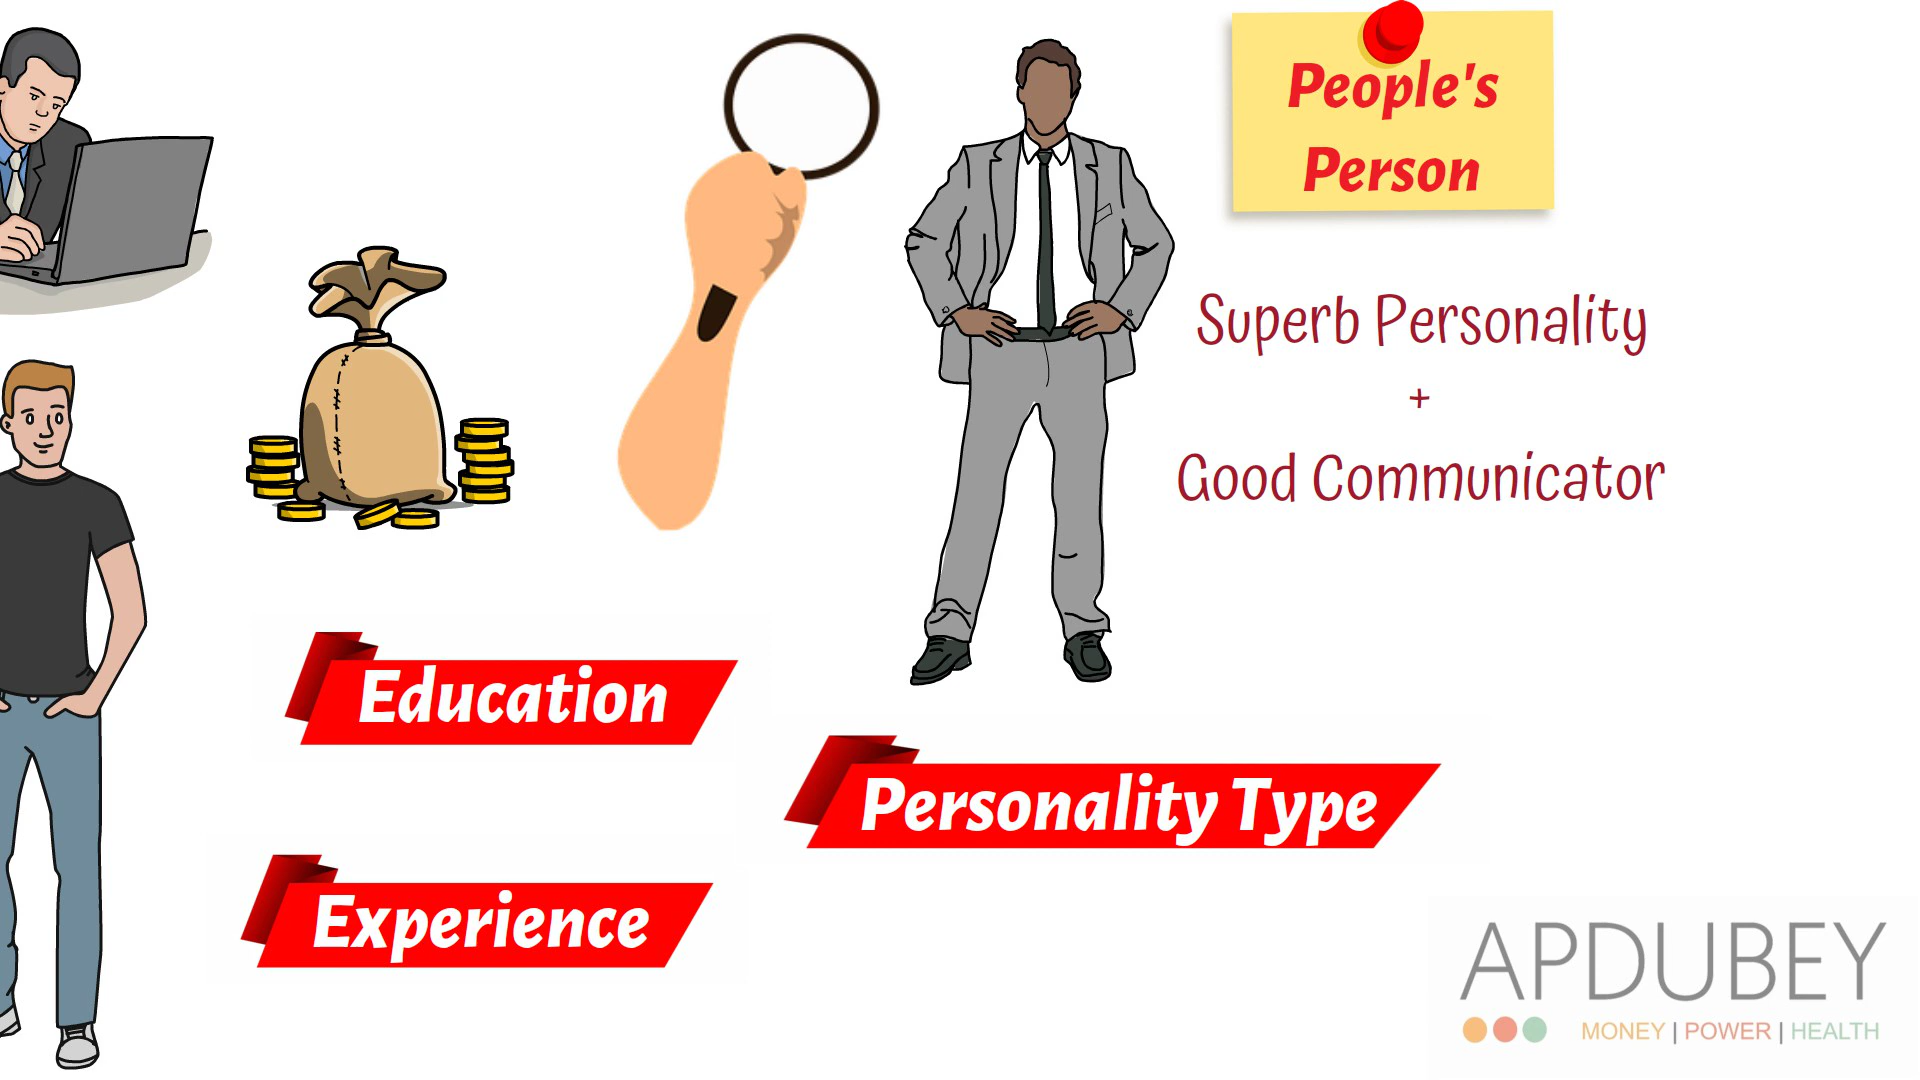 People's
Person
Superb Personality
+
Good Communicator
Education
Personality Type
Experience
APDUBEY
MONEY | POWER | HEALTH